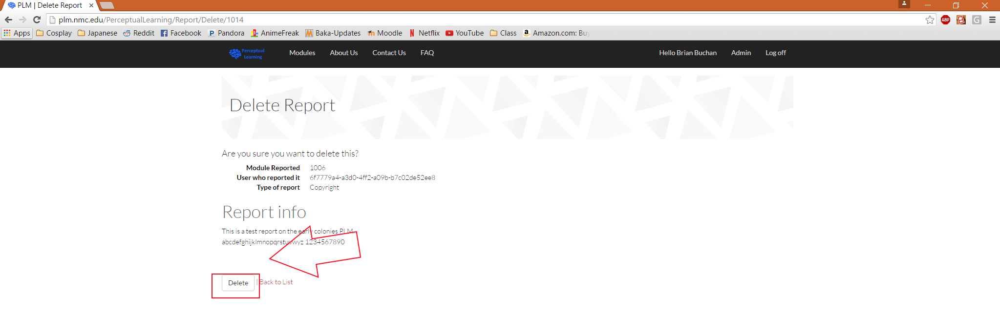 PLM | Delete Report
plm.nmc.edu/PerceptualLearning/Report/Delete/1014
ABP G
Apps Cosplay Japanese Reddit Facebook Pandora AnimeFreak Baka-Updates Moodle Netflix YouTube Class Amazon.com: Bu
Perceptual
Learning
Modules About Us Contact Us FAQ Hello Brian Buchan Admin Log off
Delete Report
Are you sure you want to delete this?
Module Reported 1006
User who reported it 6f7779a4-a3d0-4ff2-a09b-b7c02de52ee8
Type of report Copyright
Report info
This is a test report on the early colonies PLM.
abcdefghijklmnopqrstuvwyz 1234567890
Delete | Back to List